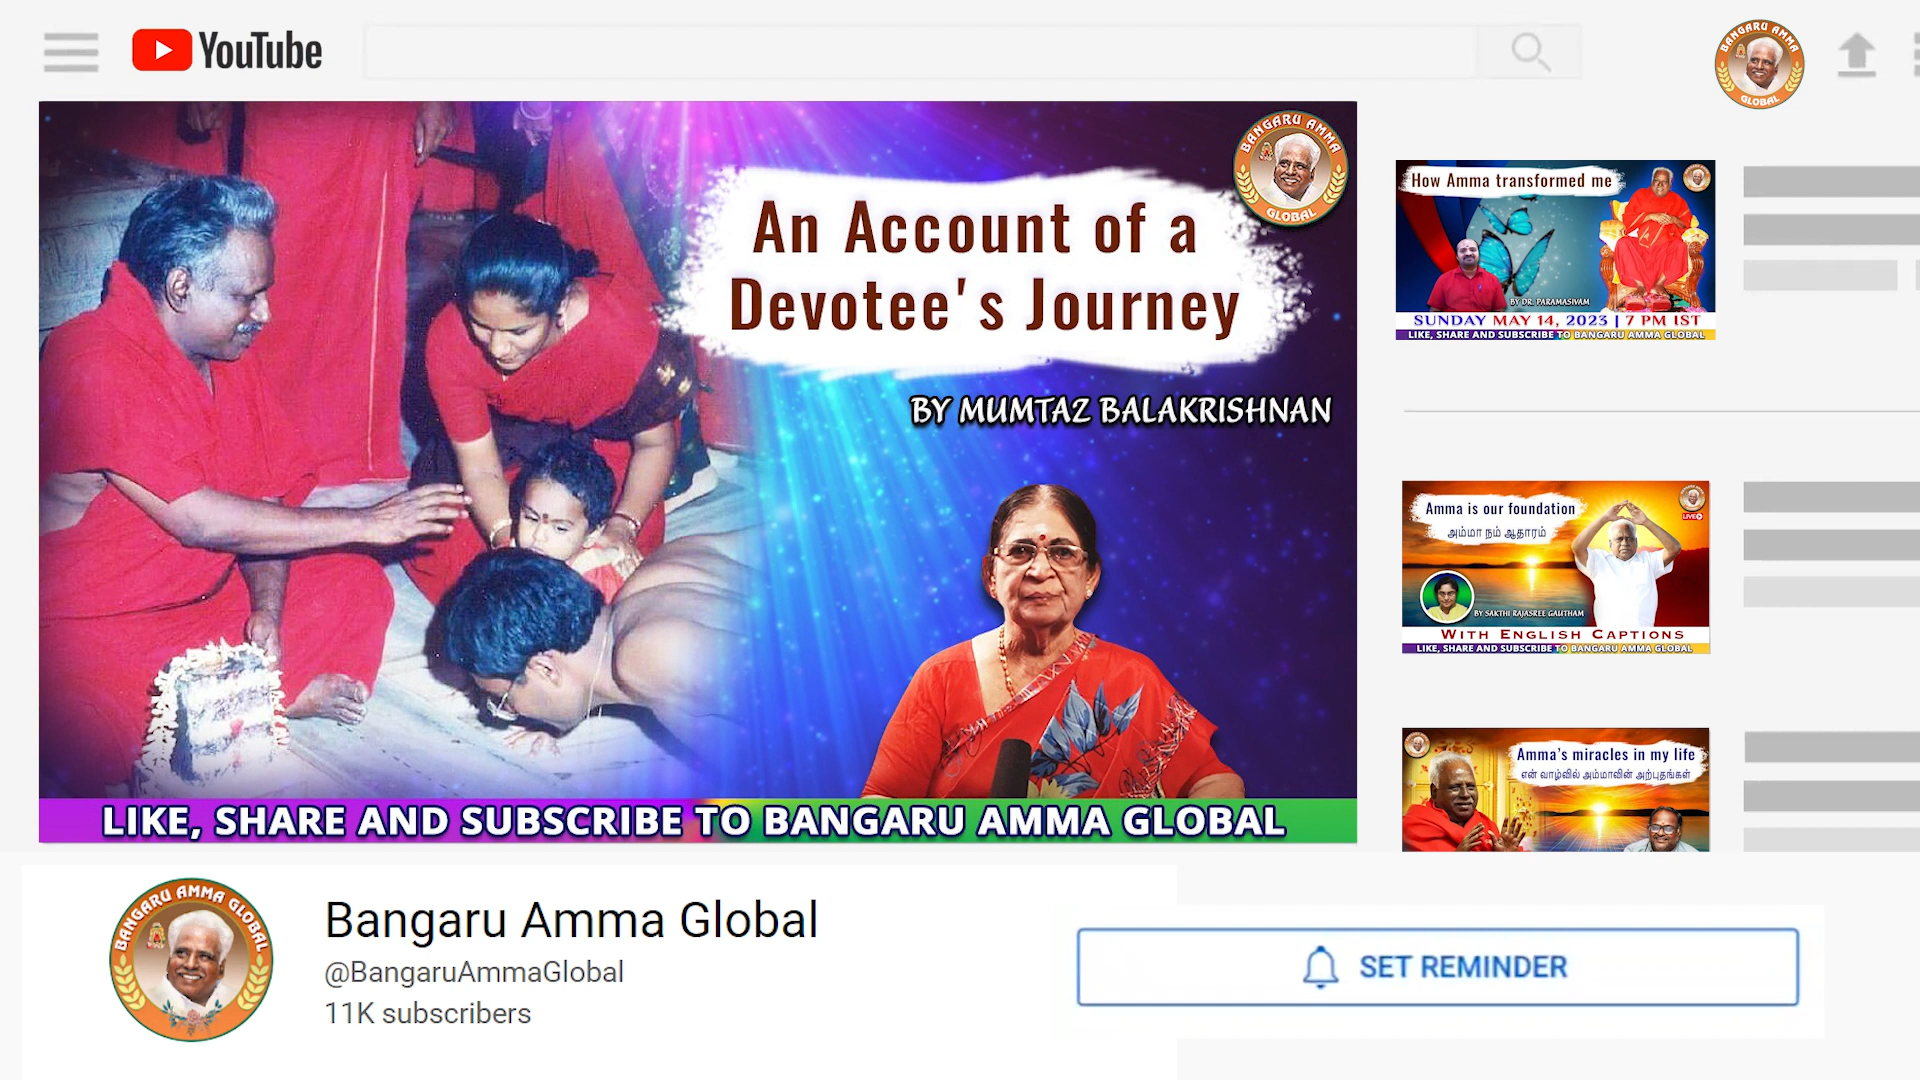 YouTube
BANGARU AMMA
GLOBAL
BANGARU AMMA
GLOBAL
An Account of a
Devotee's Journey
BY MUMTAZ BALAKRISHNAN
LIKE, SHARE AND SUBSCRIBE TO BANGARU AMMA GLOBAL
How Amma transformed me
BY DR. PARAMASIVAM
SUNDAY MAY 14, 2023 | 7 PM IST
LIKE, SHARE AND SUBSCRIBE TO BANGARU AMMA GLOBAL
Amma is our foundation
அம்மா நம் ஆதாரம்
LIVE
BY SAKTHI RAJASREE GAUTHAM
WITH ENGLISH CAPTIONS
LIKE, SHARE AND SUBSCRIBE TO BANGARU AMMA GLOBAL
Amma's miracles in my life
என் வாழ்வில் அம்மாவின் அற்புதங்கள்
BANGARU AMMA GLOBAL
Bangaru Amma Global
@BangaruAmmaGlobal
11K subscribers
SET REMINDER